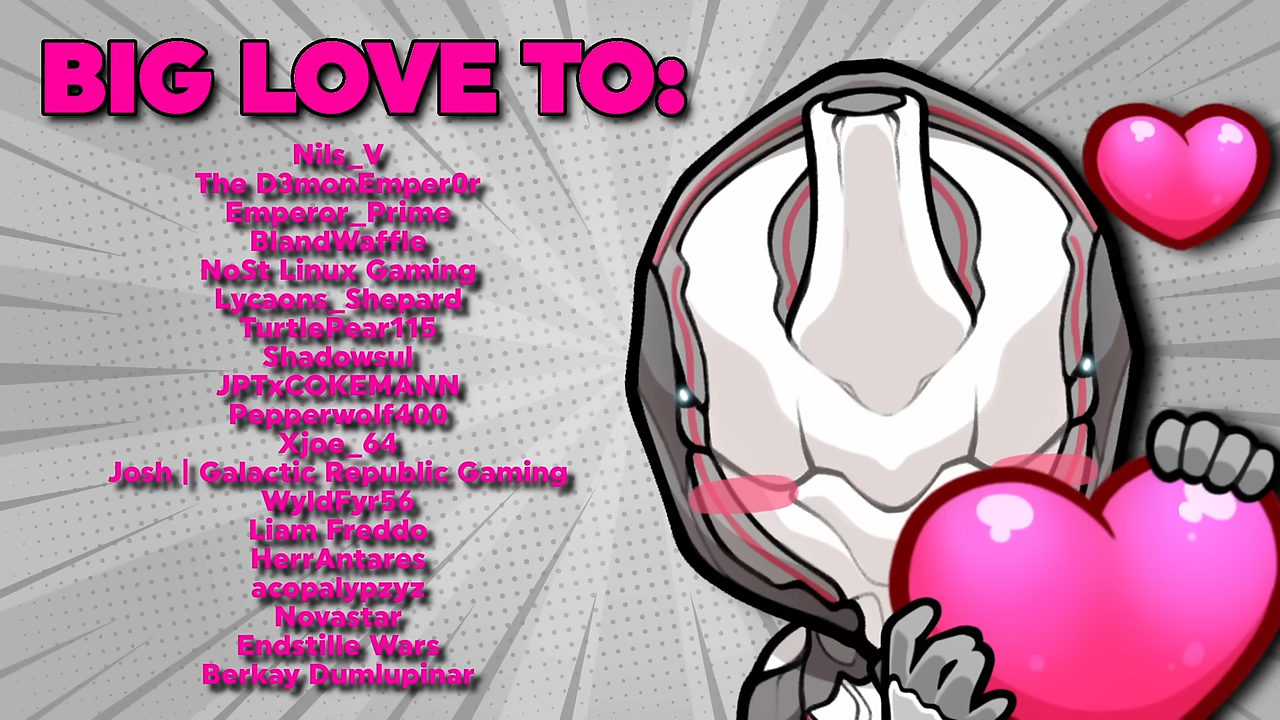 BIG LOVE TO:
Nils_V
The D3monEmper0r
Emperor_Prime
BlandWaffle
NoSt Linux Gaming
Lycaons_Shepard
TurtlePear115
Shadowsul
JPTxCOKEMANN
Pepperwolf400
Xjoe_64
Josh | Galactic Republic Gaming
WyldFyr56
Liam Freddo
HerrAntares
acopalypzyz
Novastar
Endstille Wars
Berkay Dumlupinar